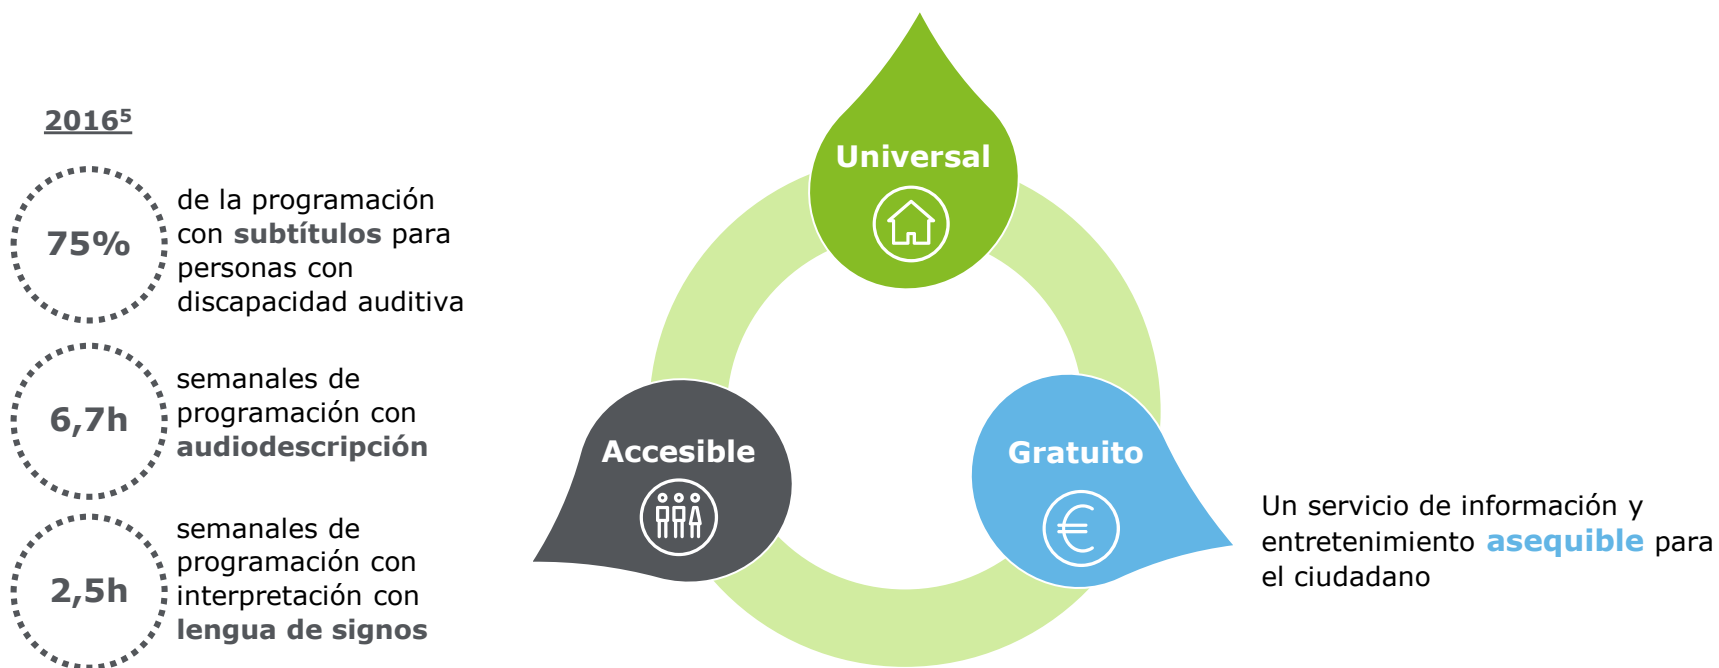 2016⁵
75%
de la programación
con subtítulos para
personas con
discapacidad auditiva
6,7h
semanales de
programación con
audiodescripción
2,5h
semanales de
programación con
interpretación con
lengua de signos
Universal
Accesible
Gratuito
€
Un servicio de información y
entretenimiento asequible para
el ciudadano